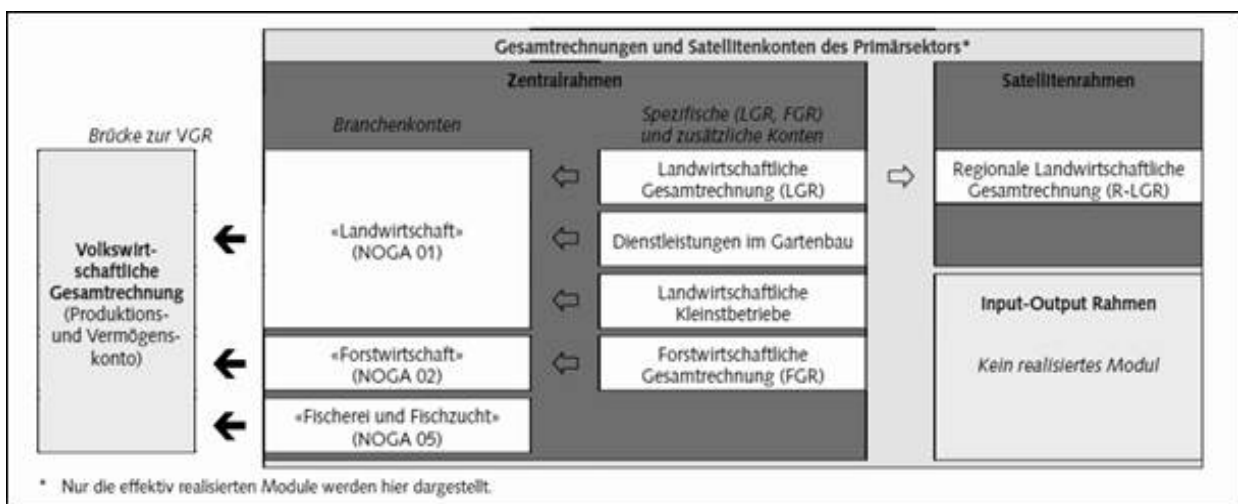 Gesamtrechnungen und Satellitenkonten des Primärsektors*
Zentralrahmen
Satellitenrahmen
Brücke zur VGR
Branchenkonten
Spezifische (LGR, FGR)
und zusätzliche Konten
Volkswirt-
schaftliche
Gesamtrechnung
(Produktions-
und Vermögens-
konto)
«Landwirtschaft»
(NOGA 01)
«Forstwirtschaft»
(NOGA 02)
«Fischerei und Fischzucht»
(NOGA 05)
Landwirtschaftliche
Gesamtrechnung (LGR)
Dienstleistungen im Gartenbau
Landwirtschaftliche
Kleinstbetriebe
Forstwirtschaftliche
Gesamtrechnung (FGR)
Regionale Landwirtschaftliche
Gesamtrechnung (R-LGR)
Input-Output Rahmen
Kein realisiertes Modul
* Nur die effektiv realisierten Module werden hier dargestellt.